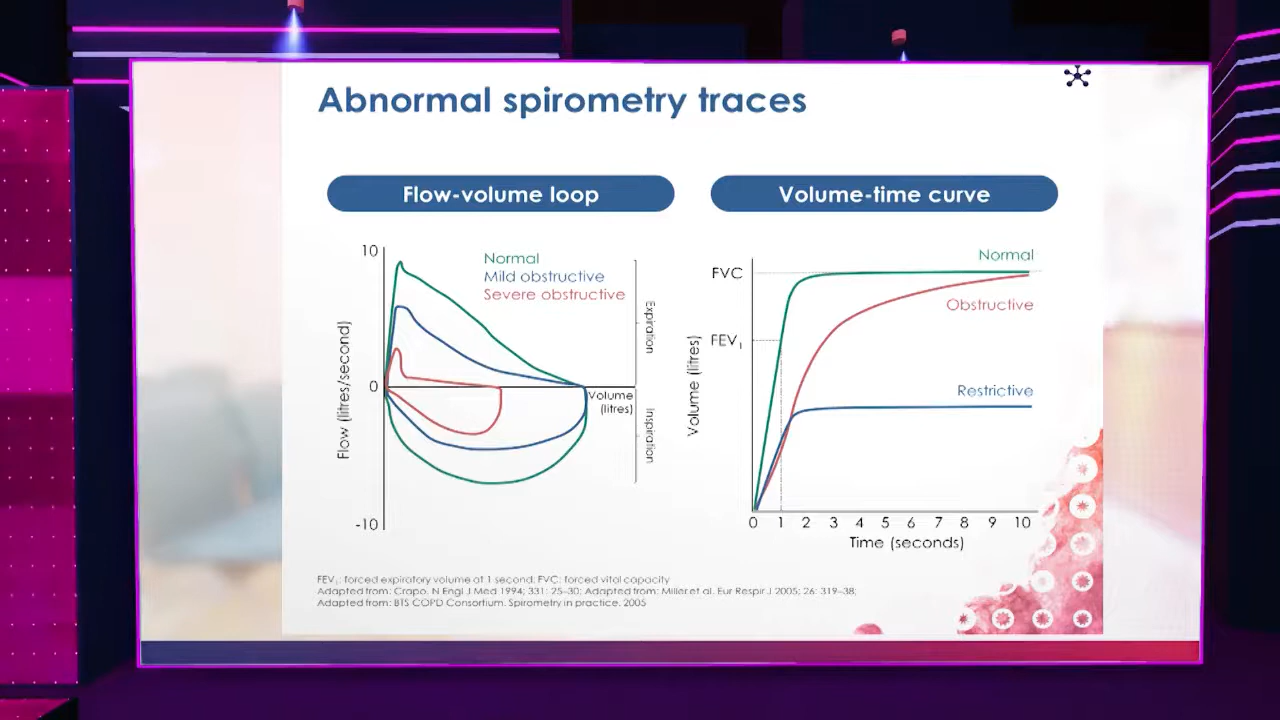 Abnormal spirometry traces
Flow-volume loop
10
0
-10
Flow (litres/second)
Normal
Mild obstructive
Severe obstructive
Expiration
Inspiration
Volume
(litres)
Volume-time curve
FVC
FEV1
Volume (litres)
Normal
Obstructive
Restrictive
0 1 2 3 4 5 6 7 8 9 10
Time (seconds)
FEV1: forced expiratory volume at 1 second; FVC: forced vital capacity
Adapted from: Crapo. N Engl J Med 1994; 331: 25–30; Adapted from: Miller et al. Eur Respir J 2005; 26: 319–38;
Adapted from: BTS COPD Consortium. Spirometry in practice. 2005